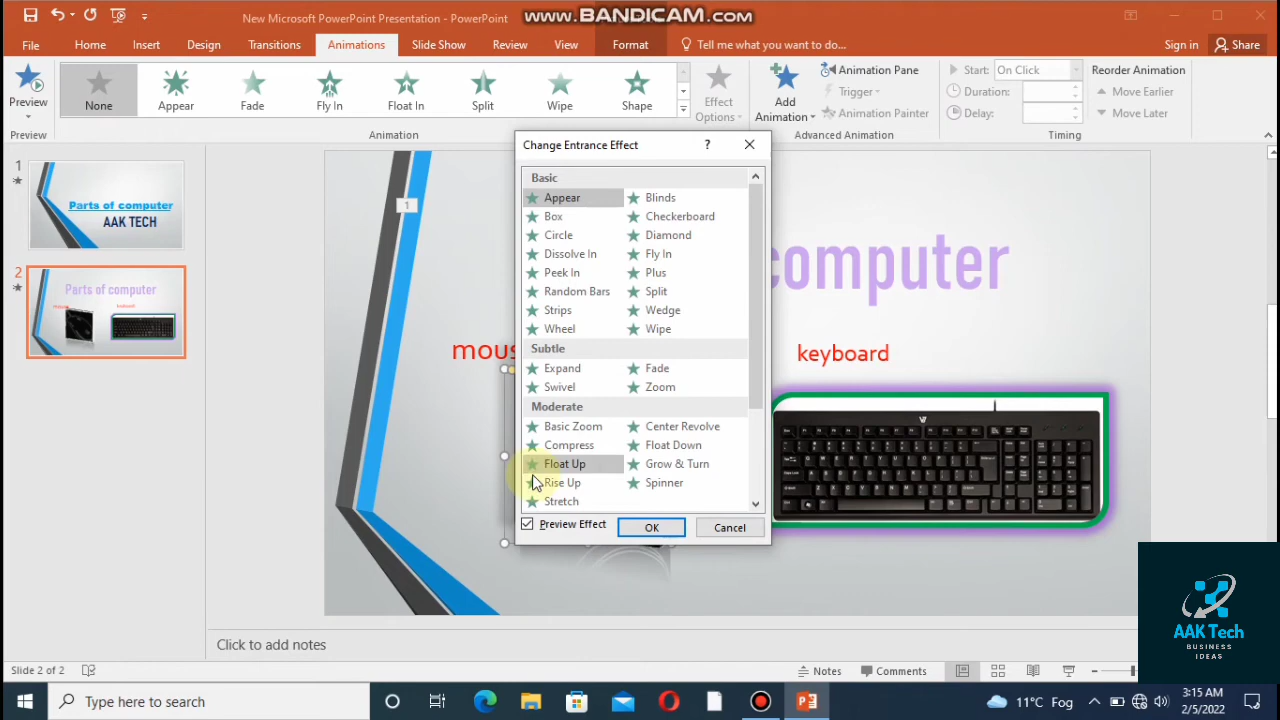 New Microsoft PowerPoint Presentation - PowerPoint
www.BANDICAM.com
File Home Insert Design Transitions Animations Slide Show Review View Format Tell me what you want to do... Sign in Share
Preview
None Appear Fade Fly In Float In Split Wipe Shape
Effect Options
Add Animation
Animation Pane
Trigger
Animation Painter
Start: On Click
Duration:
Delay:
Reorder Animation
Move Earlier
Move Later
Preview Animation Advanced Animation Timing
1
Parts of computer
AAK TECH
2
Parts of computer
keyboard
1
computer
mous
keyboard
Change Entrance Effect ?
Basic
Appear Blinds
Box Checkerboard
Circle Diamond
Dissolve In Fly In
Peek In Plus
Random Bars Split
Strips Wedge
Wheel Wipe
Subtle
Expand Fade
Swivel Zoom
Moderate
Basic Zoom Center Revolve
Compress Float Down
Float Up Grow & Turn
Rise Up Spinner
Stretch
Preview Effect OK Cancel
AAK Tech
BUSINESS
IDEAS
Click to add notes
Slide 2 of 2 Notes Comments
Type here to search
11°C Fog
3:15 AM
2/5/2022